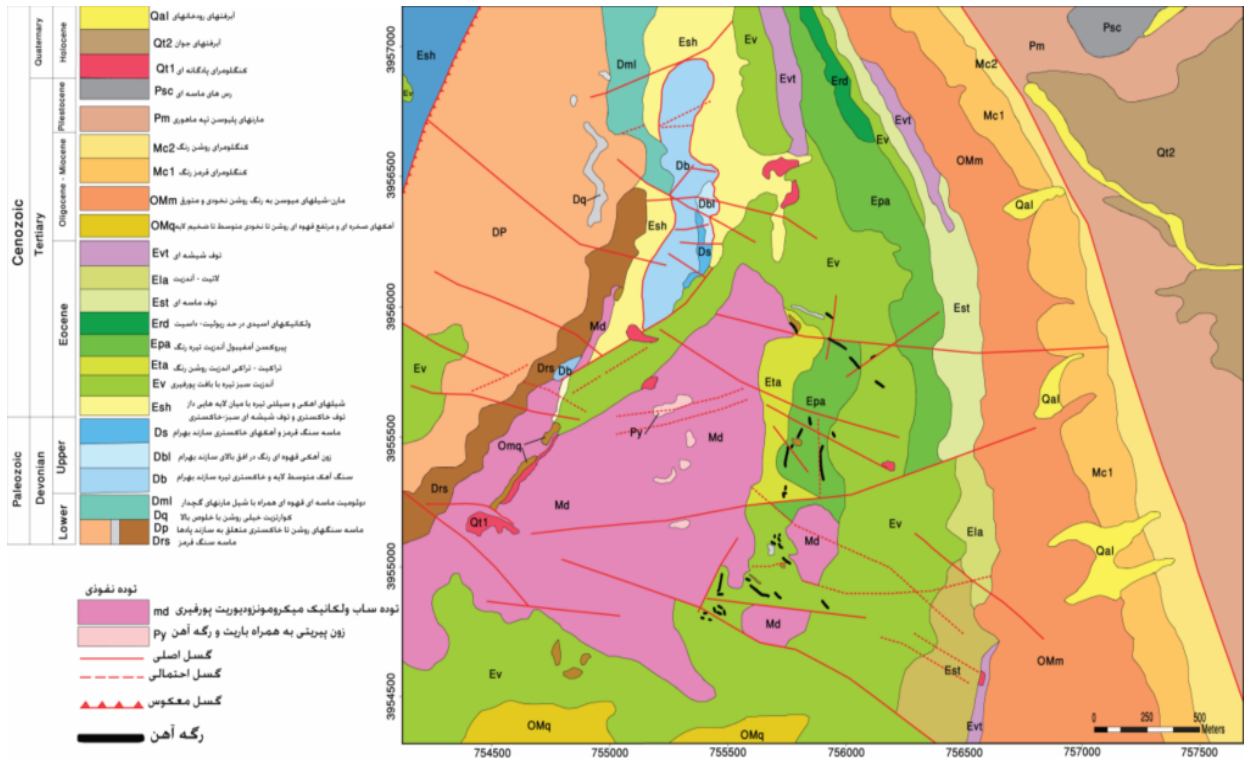 Cenozoic
Paleozoic
Quaternary
Tertiary
Devonian
Holocene
Pilestocene
Oligocene - Miocene
Eocene
Upper
Lower
Qal آبرفتهای رودخانهای
Qt2 آبرفتهای جوان
Qt1 کنگلومرای پادگانه ای
Psc رس های ماسه ای
Pm مارنهای پلیوسن تپه ماهوری
Mc2 کنگلومرای روشن رنگ
Mc1 کنگلومرای قرمز رنگ
OMm مارن-شیلهای میوسن به رنگ روشن نخودی و متورق
OMq آهکهای صخره ای و مرتفع قهوه ای روشن تا نخودی متوسط تا ضخیم لایه
Evt توف شیشه ای
Ela لاتیت - آندزیت
Est توف ماسه ای
Erd ولکانیکهای اسیدی در حد ریولیت- داسیت
Epa پیروکسن آمفیبول آندزیت تیره رنگ
Eta تراکیت - تراکی آندزیت روشن رنگ
Ev آندزیت سبز تیره با بافت پورفیری
Esh شیلهای آهکی و سیلتی تیره با میان لایه هایی داز
توف خاکستری و توف شیشه ای سبز-خاکستری
Ds ماسه سنگ قرمز و آهکهای خاکستری سازند بهرام
Dbl زون آهکی قهوه ای رنگ در افق بالای سازند بهرام
Db سنگ آهک متوسط لایه و خاکستری تیره سازند بهرام
Dml دولومیت ماسه ای قهوه ای همراه با شیل مارنهای گچدار
Dq کوارتزیت خیلی روشن با خلوص بالا
Dp ماسه سنگهای روشن تا خاکستری متعلق به سازند پادها
Drs ماسه سنگ قرمز
توده نفوذی
md توده ساب ولکانیک میکرومونزودیوریت پورفیری
Py زون پیریتی به همراه باریت و رگه آهن
گسل اصلی
گسل احتمالی
گسل معکوس
رگه آهن
3957000
3956500
3956000
3955500
3955000
3954500
Esh
Ev
Dml
Esh
Ev
Evt
Erd
Mc2
Psc
Pm
Mc1
Evt
Ev
OMm
Qt2
Db
Dq
Dbl
Epa
Qal
DP
Esh
Ds
Ev
Est
Md
Ev
Drs
Db
Eta
Epa
Qal
Py
Md
Omq
Drs
Mc1
Qt1
Md
Ev
Ela
Md
Qal
Md
Ev
Est
OMm
OMq
OMq
Evt
0 250 500
Meters
754500 755000 755500 756000 756500 757000 757500